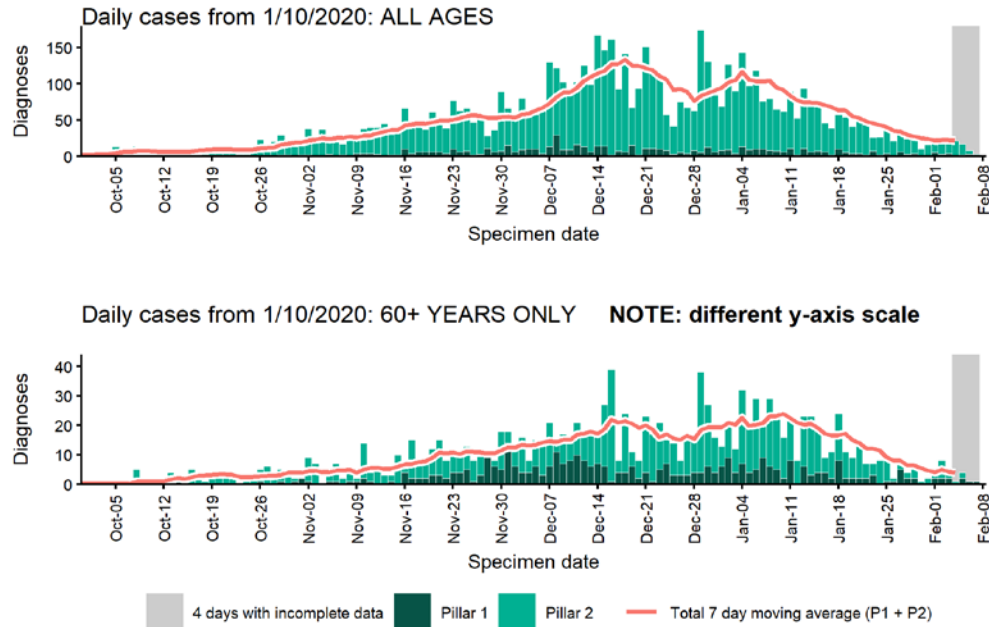 Daily cases from 1/10/2020: ALL AGES
150
100
50
0
Diagnoses
Oct-05 Oct-12 Oct-19 Oct-26 Nov-02 Nov-09 Nov-16 Nov-23 Nov-30 Dec-07 Dec-14 Dec-21 Dec-28 Jan-04 Jan-11 Jan-18 Jan-25 Feb-01 Feb-08
Specimen date
Daily cases from 1/10/2020: 60+ YEARS ONLY NOTE: different y-axis scale
40
30
20
10
0
Diagnoses
Oct-05 Oct-12 Oct-19 Oct-26 Nov-02 Nov-09 Nov-16 Nov-23 Nov-30 Dec-07 Dec-14 Dec-21 Dec-28 Jan-04 Jan-11 Jan-18 Jan-25 Feb-01 Feb-08
Specimen date
4 days with incomplete data Pillar 1 Pillar 2 Total 7 day moving average (P1 + P2)